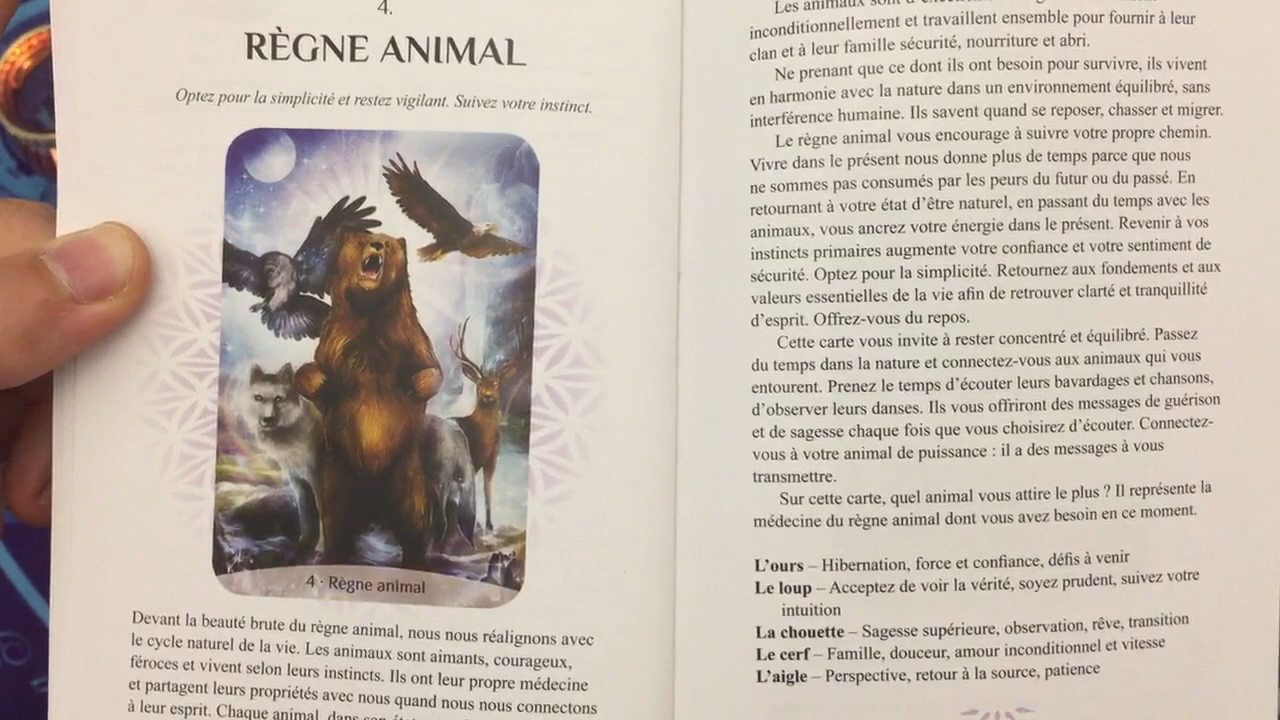 4.
RÈGNE ANIMAL
Optez pour la simplicité et restez vigilant. Suivez votre instinct.
4 · Règne animal
Devant la beauté brute du règne animal, nous nous réalignons avec
le cycle naturel de la vie. Les animaux sont aimants, courageux,
féroces et vivent selon leurs instincts. Ils ont leur propre médecine
et partagent leurs propriétés avec nous quand nous nous connectons
à leur esprit. Chaque animal, dans son
Les animaux sont
inconditionnellement et travaillent ensemble pour fournir à leur
clan et à leur famille sécurité, nourriture et abri.
Ne prenant que ce dont ils ont besoin pour survivre, ils vivent
en harmonie avec la nature dans un environnement équilibré, sans
interférence humaine. Ils savent quand se reposer, chasser et migrer.
Le règne animal vous encourage à suivre votre propre chemin.
Vivre dans le présent nous donne plus de temps parce que nous
ne sommes pas consumés par les peurs du futur ou du passé. En
retournant à votre état d'être naturel, en passant du temps avec les
animaux, vous ancrez votre énergie dans le présent. Revenir à vos
instincts primaires augmente votre confiance et votre sentiment de
sécurité. Optez pour la simplicité. Retournez aux fondements et aux
valeurs essentielles de la vie afin de retrouver clarté et tranquillité
d'esprit. Offrez-vous du repos.
Cette carte vous invite à rester concentré et équilibré. Passez
du temps dans la nature et connectez-vous aux animaux qui vous
entourent. Prenez le temps d'écouter leurs bavardages et chansons,
d'observer leurs danses. Ils vous offriront des messages de guérison
et de sagesse chaque fois que vous choisirez d'écouter. Connectez-
vous à votre animal de puissance : il a des messages à vous
transmettre.
Sur cette carte, quel animal vous attire le plus ? Il représente la
médecine du règne animal dont vous avez besoin en ce moment.
L'ours – Hibernation, force et confiance, défis à venir
Le loup – Acceptez de voir la vérité, soyez prudent, suivez votre
intuition
La chouette – Sagesse supérieure, observation, rêve, transition
Le cerf – Famille, douceur, amour inconditionnel et vitesse
L'aigle – Perspective, retour à la source, patience